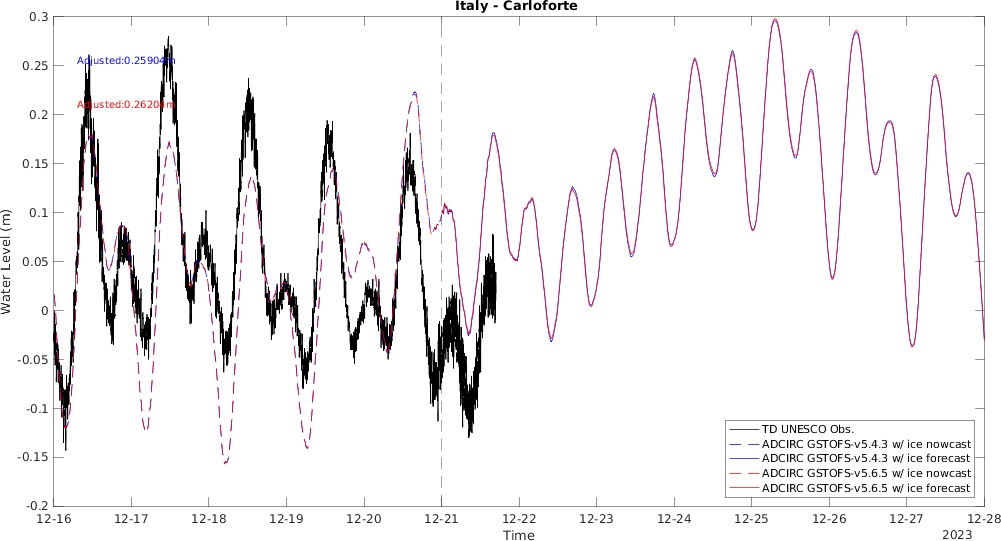 Italy - Carloforte
Adjusted:0.25904m
Adjusted:0.26204m
Water Level (m)
0.3
0.25
0.2
0.15
0.1
0.05
0
-0.05
-0.1
-0.15
-0.2
TD UNESCO Obs.
ADCIRC GSTOFS-v5.4.3 w/ ice nowcast
ADCIRC GSTOFS-v5.4.3 w/ ice forecast
ADCIRC GSTOFS-v5.6.5 w/ ice nowcast
ADCIRC GSTOFS-v5.6.5 w/ ice forecast
12-16 12-17 12-18 12-19 12-20 12-21 12-22 12-23 12-24 12-25 12-26 12-27 12-28
Time
2023